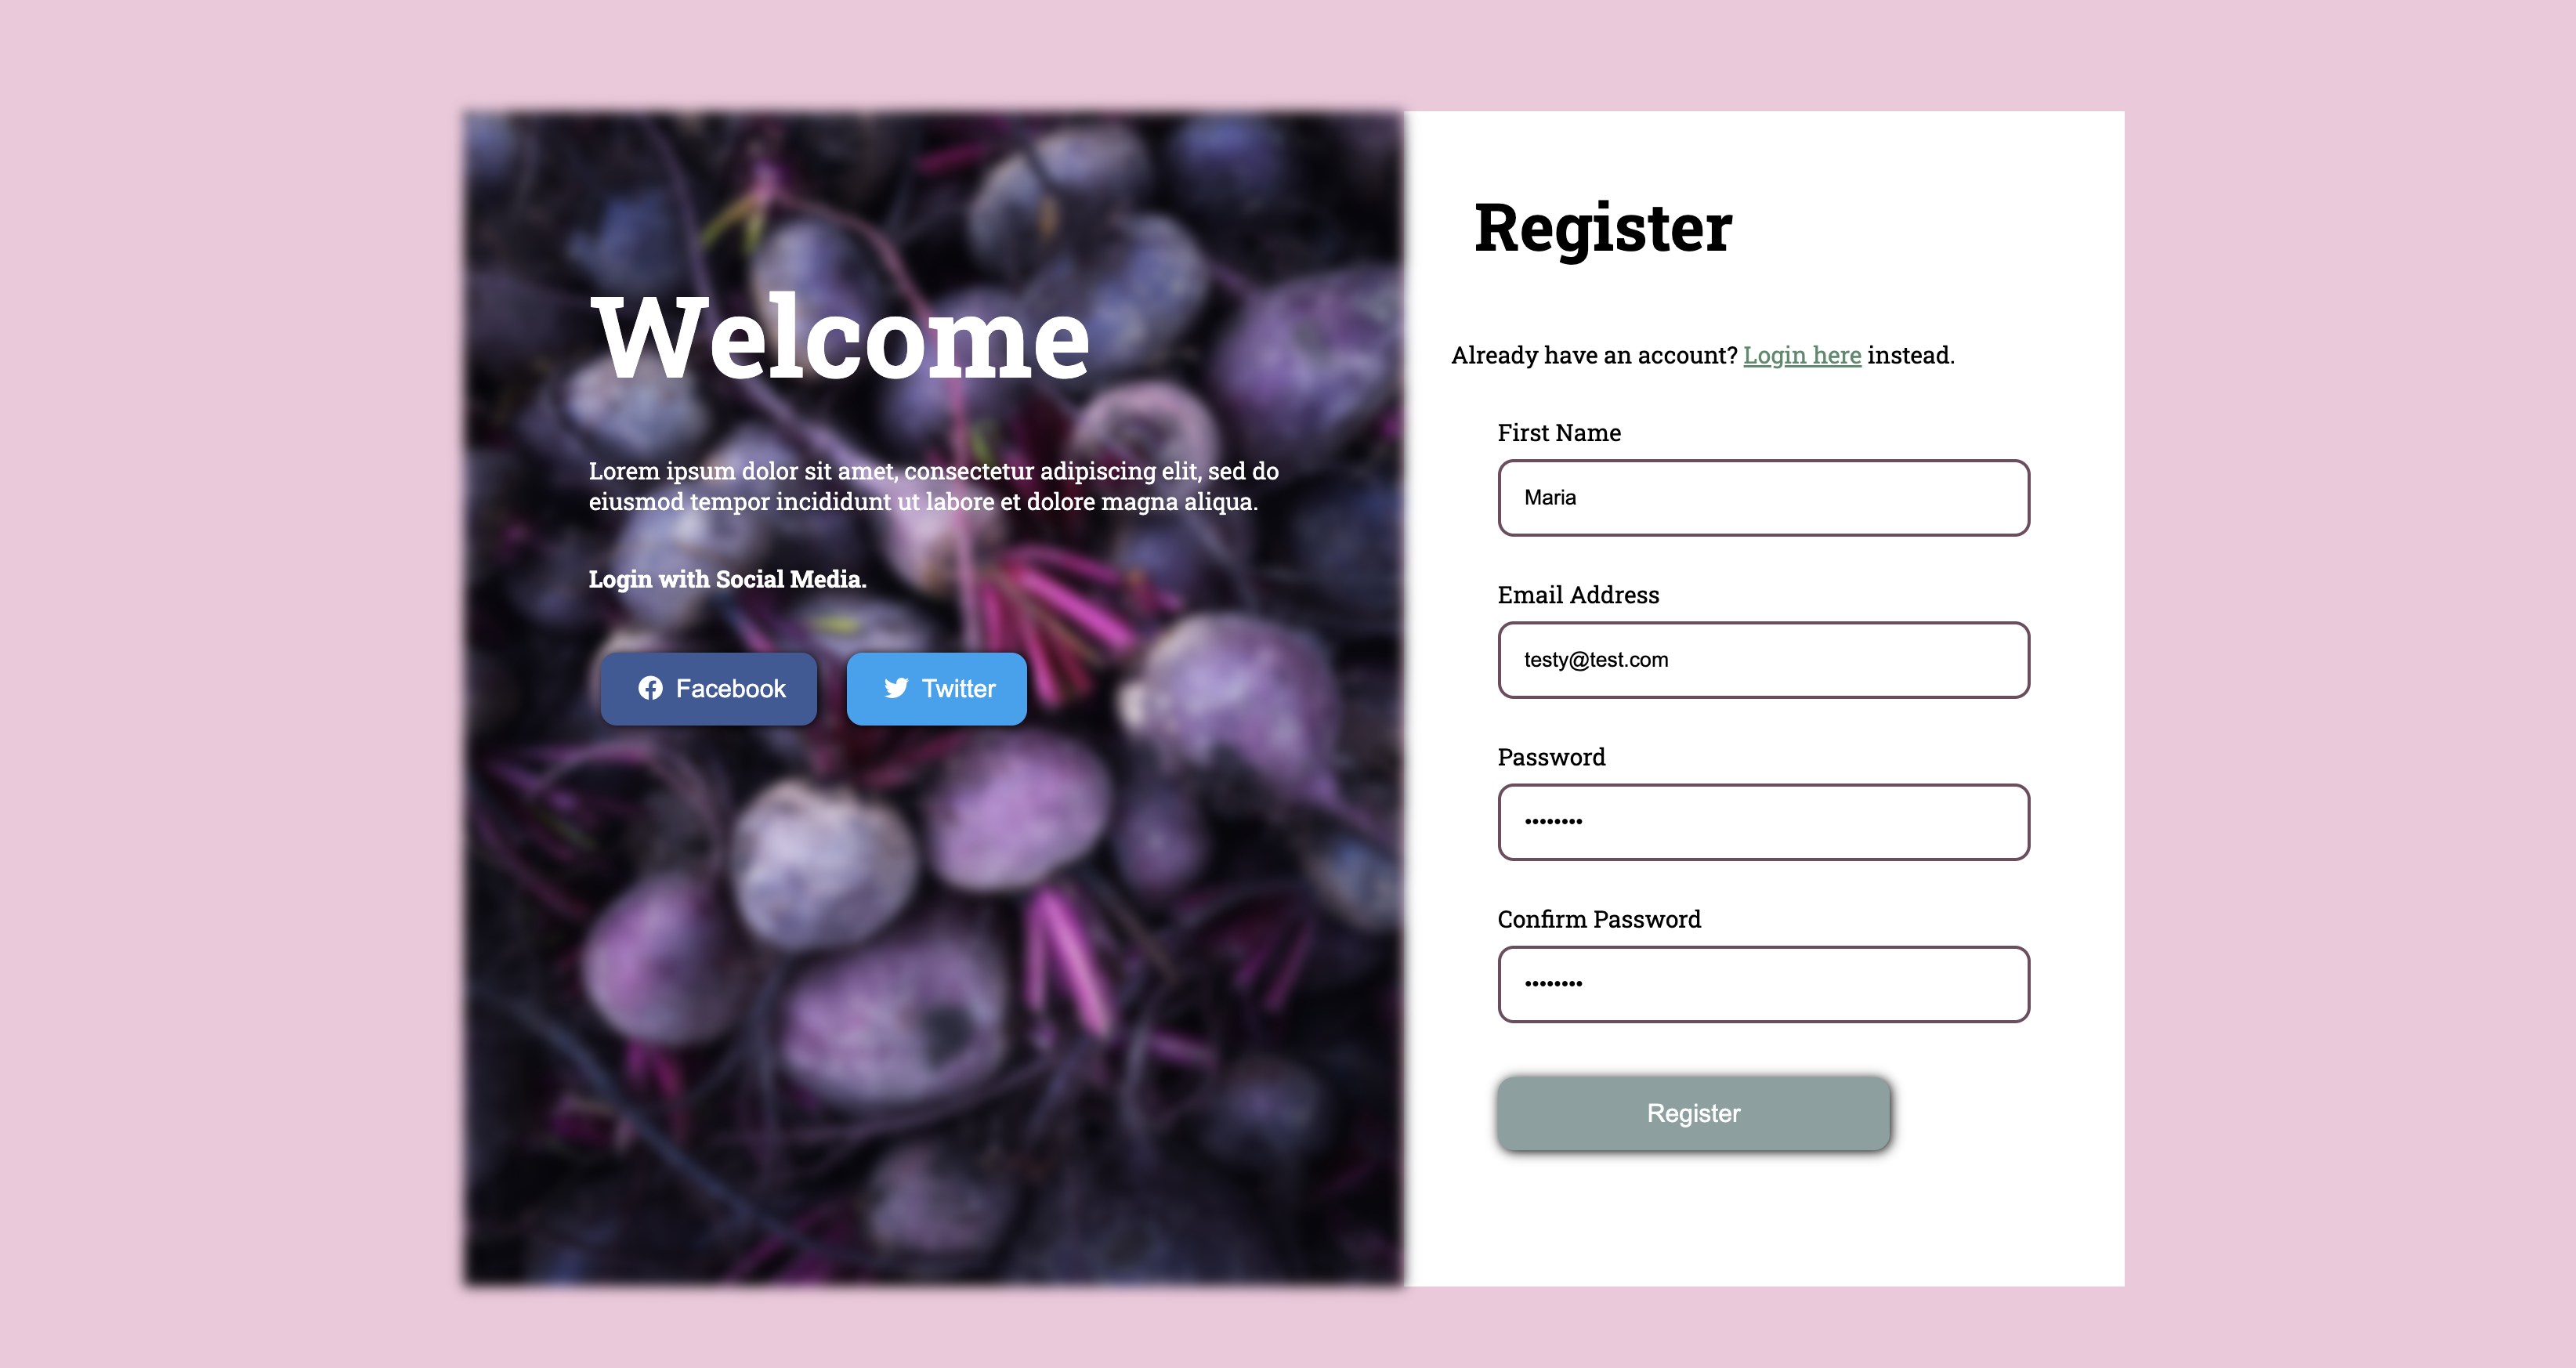 Welcome
Lorem ipsum dolor sit amet, consectetur adipiscing elit, sed do
eiusmod tempor incididunt ut labore et dolore magna aliqua.
Login with Social Media.
Facebook
Twitter
Register
Already have an account? Login here instead.
First Name
Maria
Email Address
testy@test.com
Password
••••••••
Confirm Password
••••••••
Register